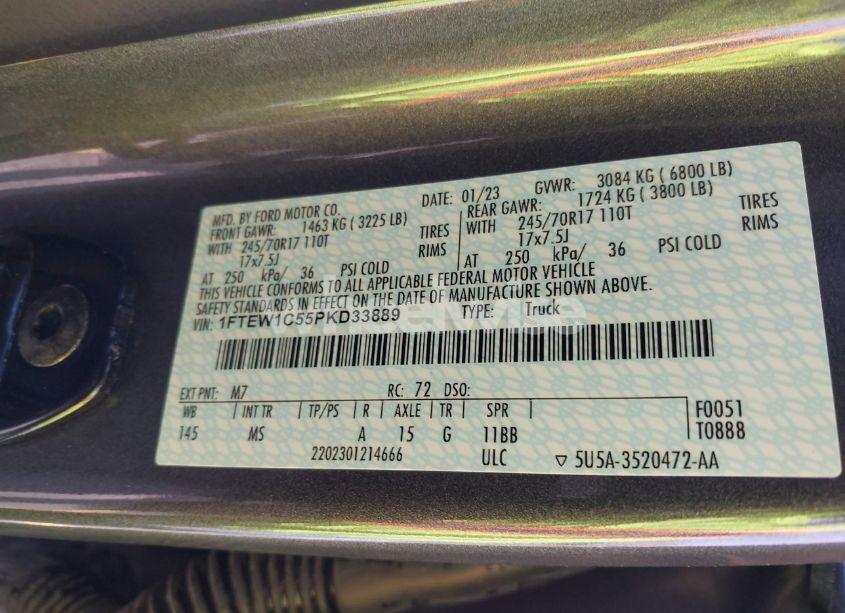 MFD. BY FORD MOTOR CO.
DATE: 01/23 GVWR: 3084 KG ( 6800 LB)
FRONT GAWR: 1463 KG ( 3225 LB) REAR GAWR: 1724 KG ( 3800 LB)
WITH 245/70R17 110T TIRES WITH 245/70R17 110T TIRES
17x7.5J RIMS 17x7.5J RIMS
AT 250 kPa/ 36 PSI COLD AT 250 kPa/ 36 PSI COLD
THIS VEHICLE CONFORMS TO ALL APPLICABLE FEDERAL MOTOR VEHICLE
SAFETY STANDARDS IN EFFECT ON THE DATE OF MANUFACTURE SHOWN ABOVE.
VIN: 1FTEW1C55PKD33889 TYPE: Truck
EXT PNT: M7 RC: 72 DSO:
WB INT TR TP/PS R AXLE TR SPR F0051
145 MS A 15 G 11BB T0888
2202301214666 ULC 5U5A-3520472-AA